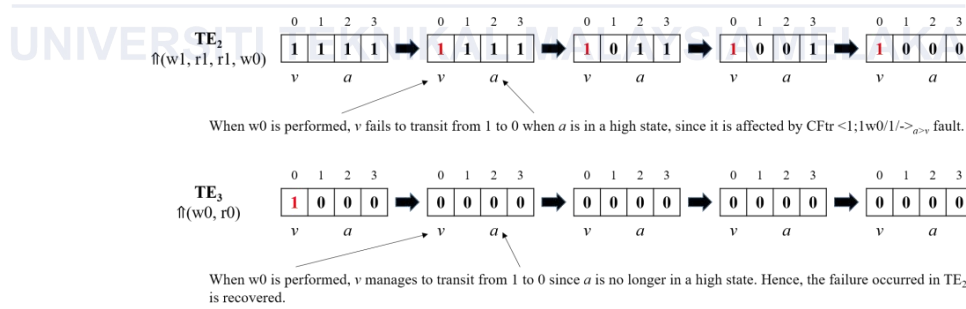 UNIVERSITI TEKNIKAL MALAYSIA MELAKA
0 1 2 3 0 1 2 3 0 1 2 3 0 1 2 3 0 1 2 3
TE2
⇑(w1, r1, r1, w0)
1 1 1 1 1 1 1 1 1 0 1 1 1 0 0 1 1 0 0 0
v a v a v a v a v a
When w0 is performed, v fails to transit from 1 to 0 when a is in a high state, since it is affected by CFtr <1;1w0/1/->a>v fault.
0 1 2 3 0 1 2 3 0 1 2 3 0 1 2 3 0 1 2 3
TE3
⇑(w0, r0)
1 0 0 0 0 0 0 0 0 0 0 0 0 0 0 0 0 0 0 0
v a v a v a v a v a
When w0 is performed, v manages to transit from 1 to 0 since a is no longer in a high state. Hence, the failure occurred in TE2
is recovered.